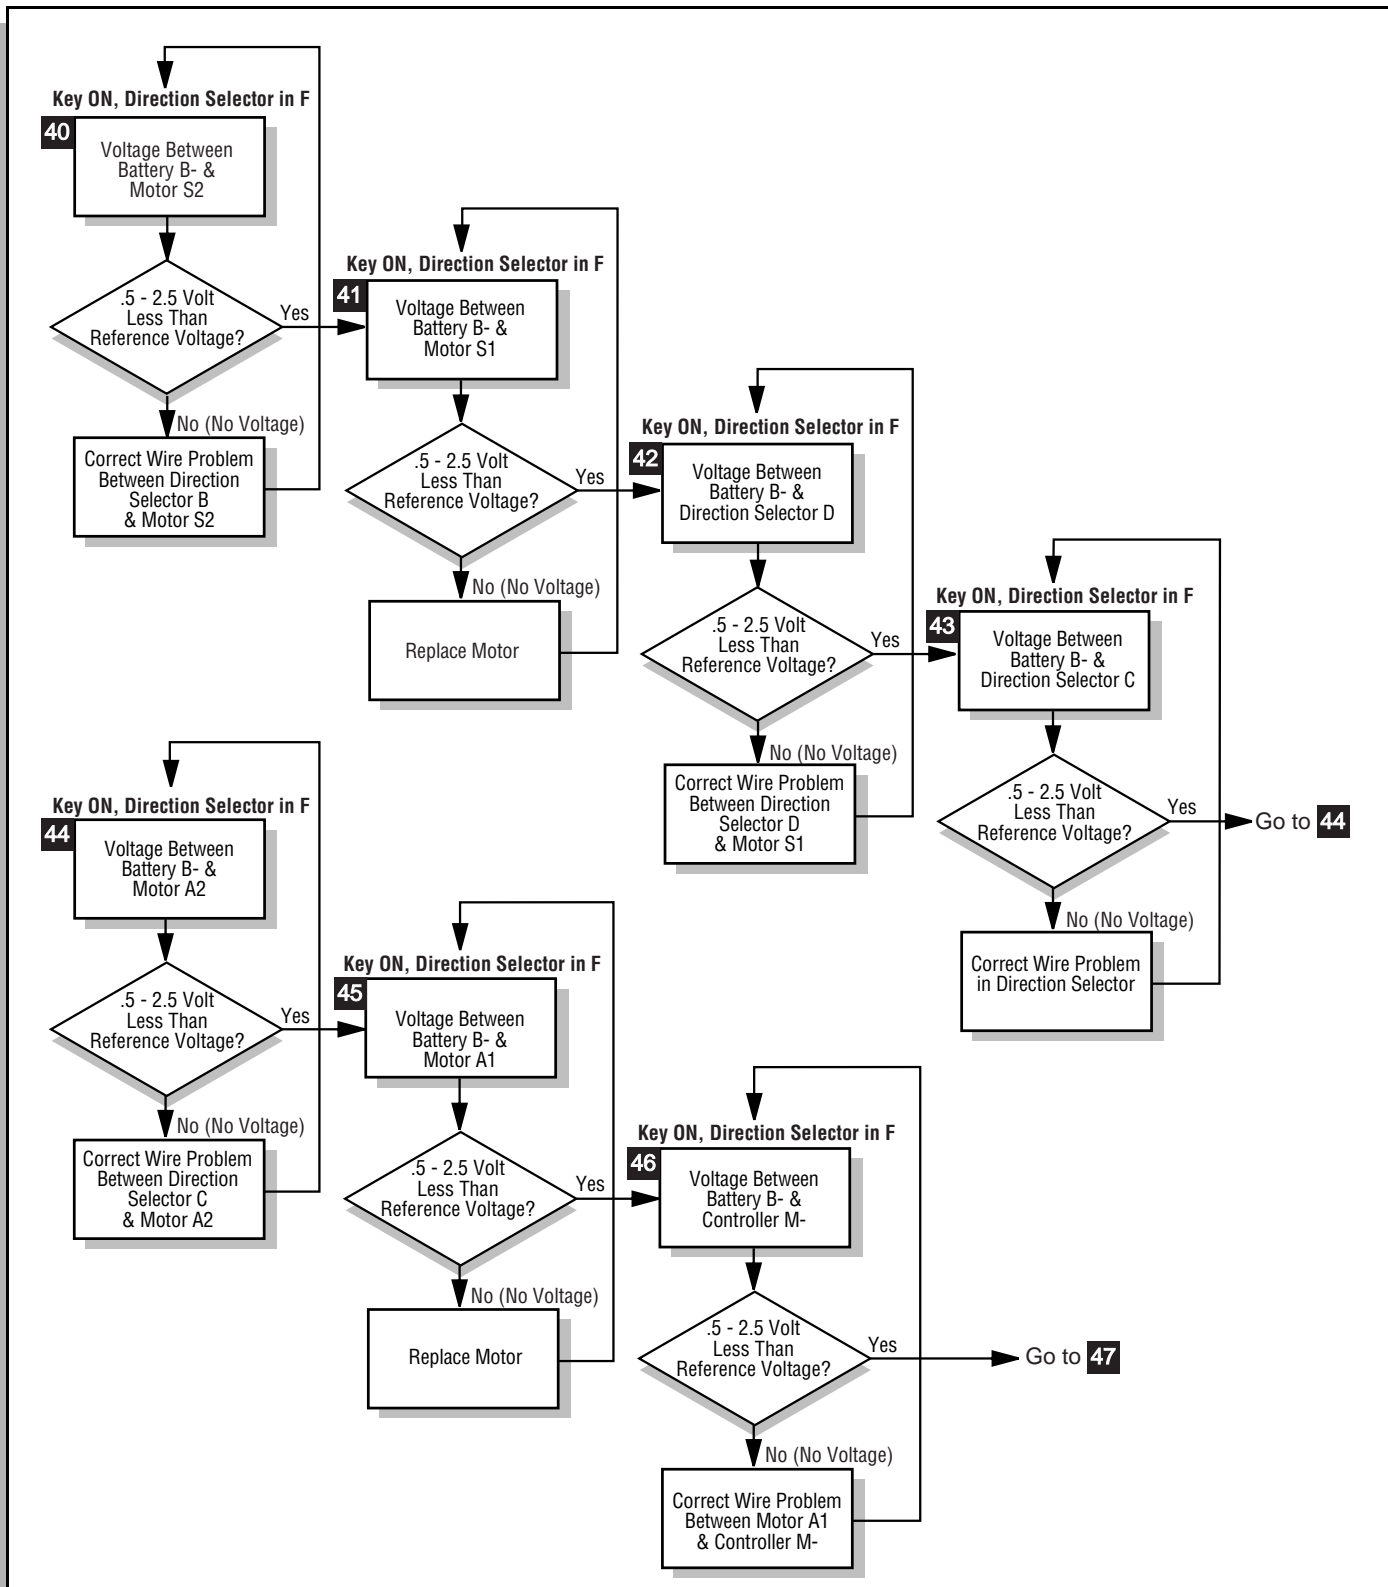 Key ON, Direction Selector in F
40
Voltage Between
Battery B- &
Motor S2
.5 - 2.5 Volt
Less Than
Reference Voltage?
Yes
No (No Voltage)
Correct Wire Problem
Between Direction
Selector B
& Motor S2
Key ON, Direction Selector in F
41
Voltage Between
Battery B- &
Motor S1
.5 - 2.5 Volt
Less Than
Reference Voltage?
Yes
No (No Voltage)
Replace Motor
Key ON, Direction Selector in F
42
Voltage Between
Battery B- &
Direction Selector D
.5 - 2.5 Volt
Less Than
Reference Voltage?
Yes
No (No Voltage)
Correct Wire Problem
Between Direction
Selector D
& Motor S1
Key ON, Direction Selector in F
43
Voltage Between
Battery B- &
Direction Selector C
.5 - 2.5 Volt
Less Than
Reference Voltage?
Yes
Go to 44
No (No Voltage)
Correct Wire Problem
in Direction Selector
Key ON, Direction Selector in F
44
Voltage Between
Battery B- &
Motor A2
.5 - 2.5 Volt
Less Than
Reference Voltage?
Yes
No (No Voltage)
Correct Wire Problem
Between Direction
Selector C
& Motor A2
Key ON, Direction Selector in F
45
Voltage Between
Battery B- &
Motor A1
.5 - 2.5 Volt
Less Than
Reference Voltage?
Yes
No (No Voltage)
Replace Motor
Key ON, Direction Selector in F
46
Voltage Between
Battery B- &
Controller M-
.5 - 2.5 Volt
Less Than
Reference Voltage?
Yes
Go to 47
No (No Voltage)
Correct Wire Problem
Between Motor A1
& Controller M-